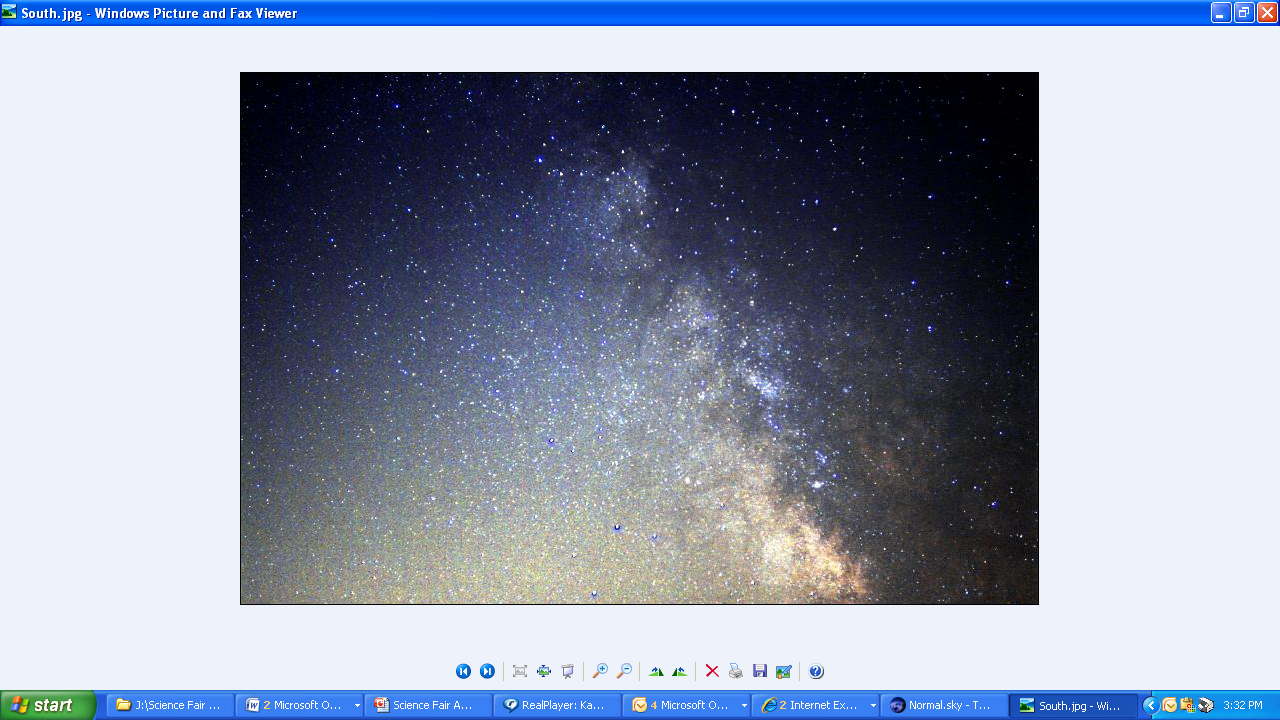 South.jpg - Windows Picture and Fax Viewer
start
J:\Science Fair ...
2 Microsoft O...
Science Fair A...
RealPlayer: Ka...
4 Microsoft O...
2 Internet Ex...
Normal.sky - T...
South.jpg - Wi...
3:32 PM